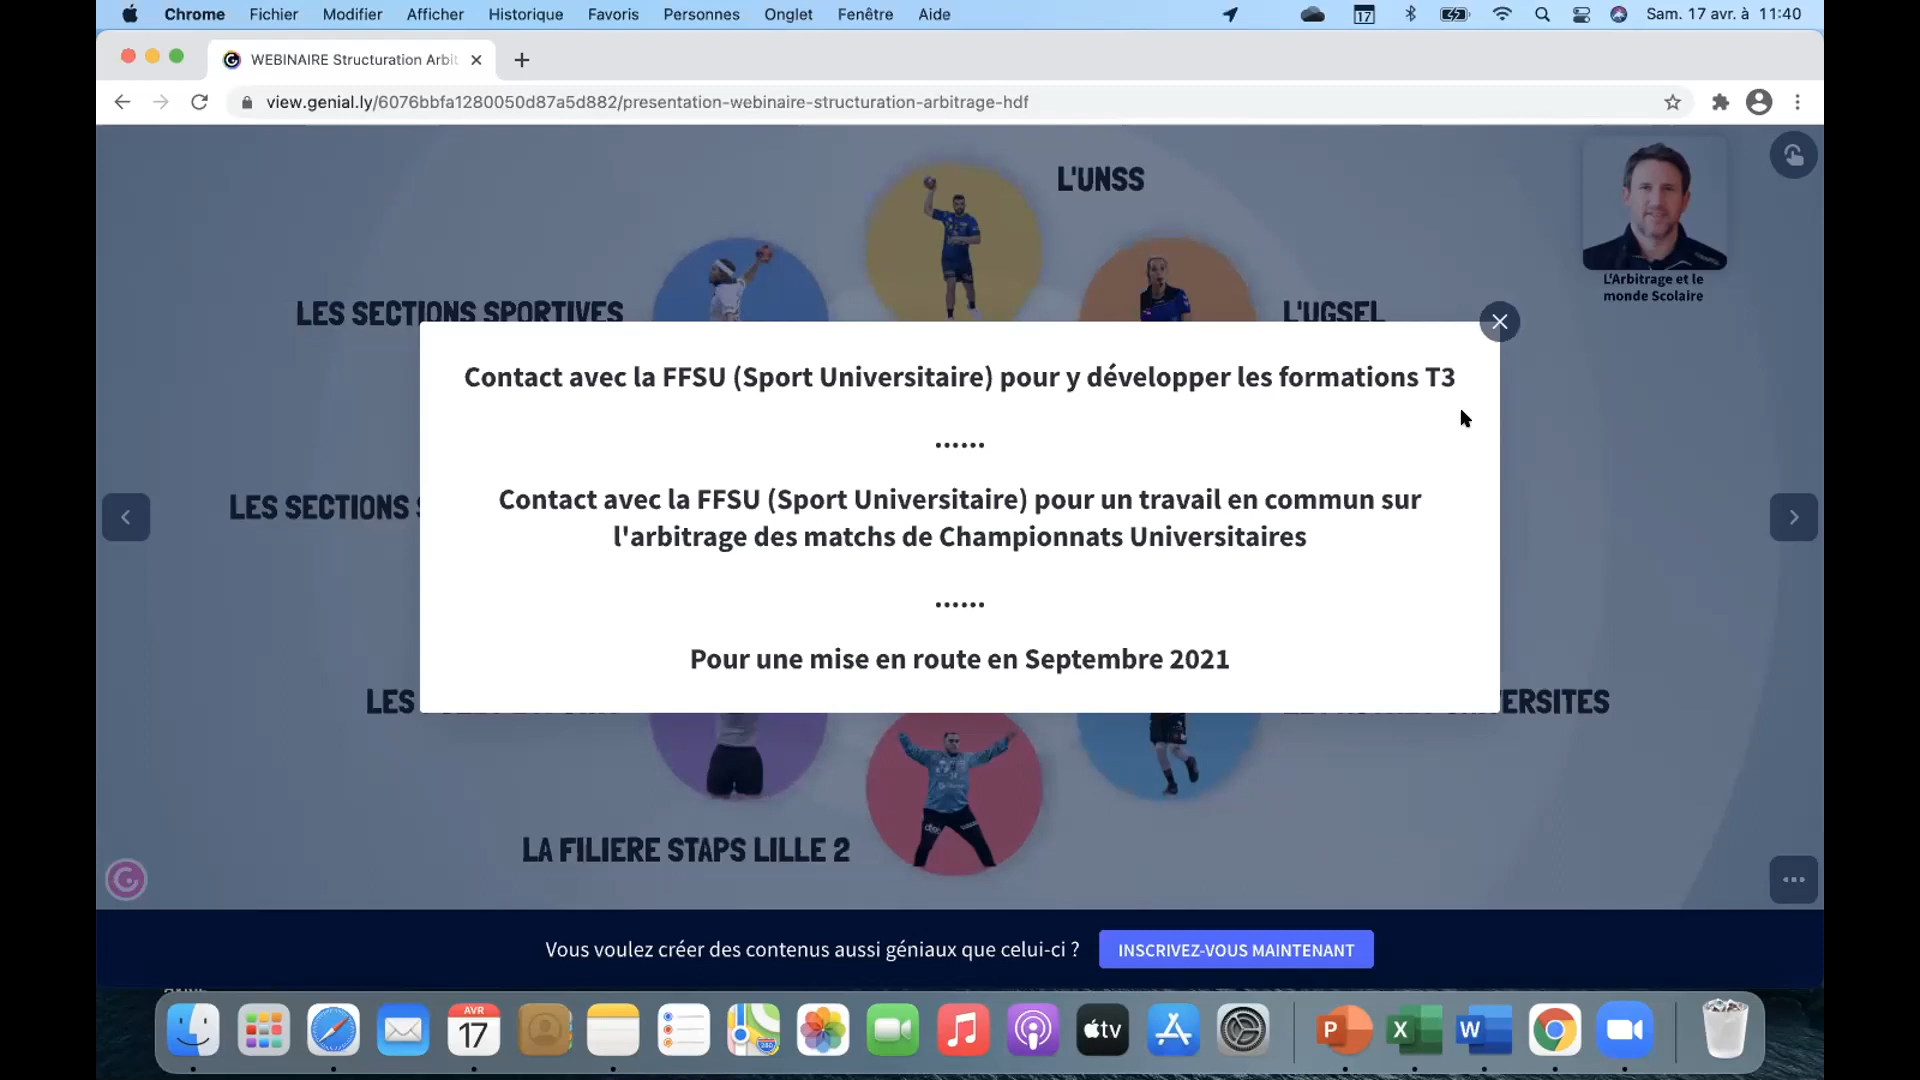 Chrome Fichier Modifier Afficher Historique Favoris Personnes Onglet Fenêtre Aide
17
Sam. 17 avr. à 11:40
WEBINAIRE Structuration Arbit
view.genial.ly/6076bbfa1280050d87a5d882/presentation-webinaire-structuration-arbitrage-hdf
L'UNSS
L'Arbitrage et le
monde Scolaire
LES SECTIONS SPORTIVES
L'UGSEL
Contact avec la FFSU (Sport Universitaire) pour y développer les formations T3
......
Contact avec la FFSU (Sport Universitaire) pour un travail en commun sur
l'arbitrage des matchs de Championnats Universitaires
......
Pour une mise en route en Septembre 2021
LES SECTIONS
LES
ERSITES
LA FILIERE STAPS LILLE 2
Vous voulez créer des contenus aussi géniaux que celui-ci ?
INSCRIVEZ-VOUS MAINTENANT
AVR
17
280
tv
P
X
W